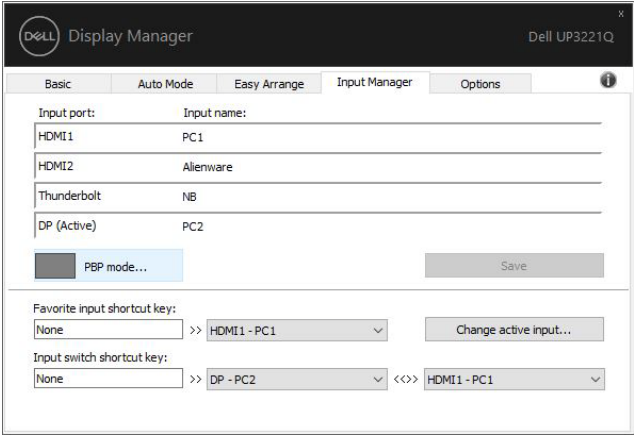 x
DELL Display Manager Dell UP3221Q
Basic Auto Mode Easy Arrange Input Manager Options i
Input port: Input name:
HDMI1 PC1
HDMI2 Alienware
Thunderbolt NB
DP (Active) PC2
PBP mode... Save
Favorite input shortcut key:
None >> HDMI1 - PC1 Change active input...
Input switch shortcut key:
None >> DP - PC2 <<>> HDMI1 - PC1